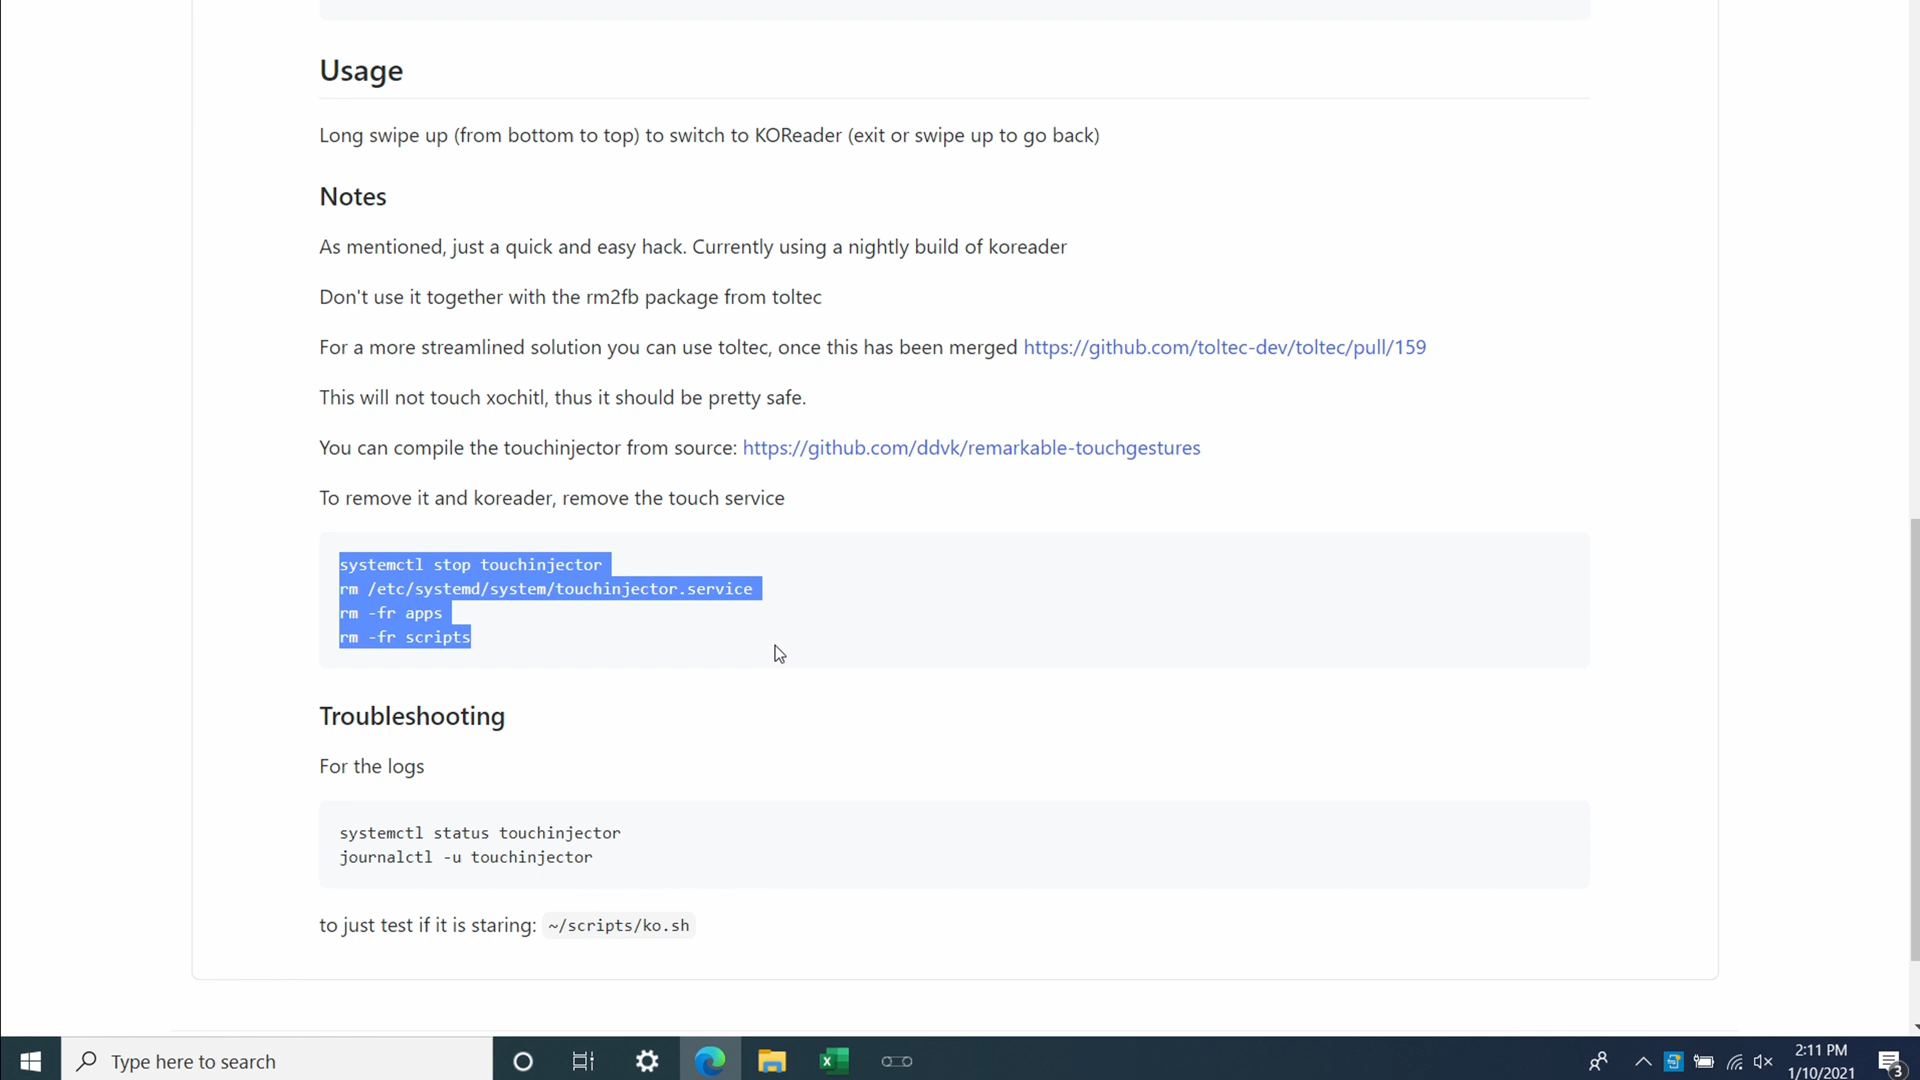 Usage
Long swipe up (from bottom to top) to switch to KOReader (exit or swipe up to go back)
Notes
As mentioned, just a quick and easy hack. Currently using a nightly build of koreader
Don't use it together with the rm2fb package from toltec
For a more streamlined solution you can use toltec, once this has been merged https://github.com/toltec-dev/toltec/pull/159
This will not touch xochitl, thus it should be pretty safe.
You can compile the touchinjector from source: https://github.com/ddvk/remarkable-touchgestures
To remove it and koreader, remove the touch service
systemctl stop touchinjector
rm /etc/systemd/system/touchinjector.service
rm -fr apps
rm -fr scripts
Troubleshooting
For the logs
systemctl status touchinjector
journalctl -u touchinjector
to just test if it is staring: ~/scripts/ko.sh
Type here to search
2:11 PM
1/10/2021
3